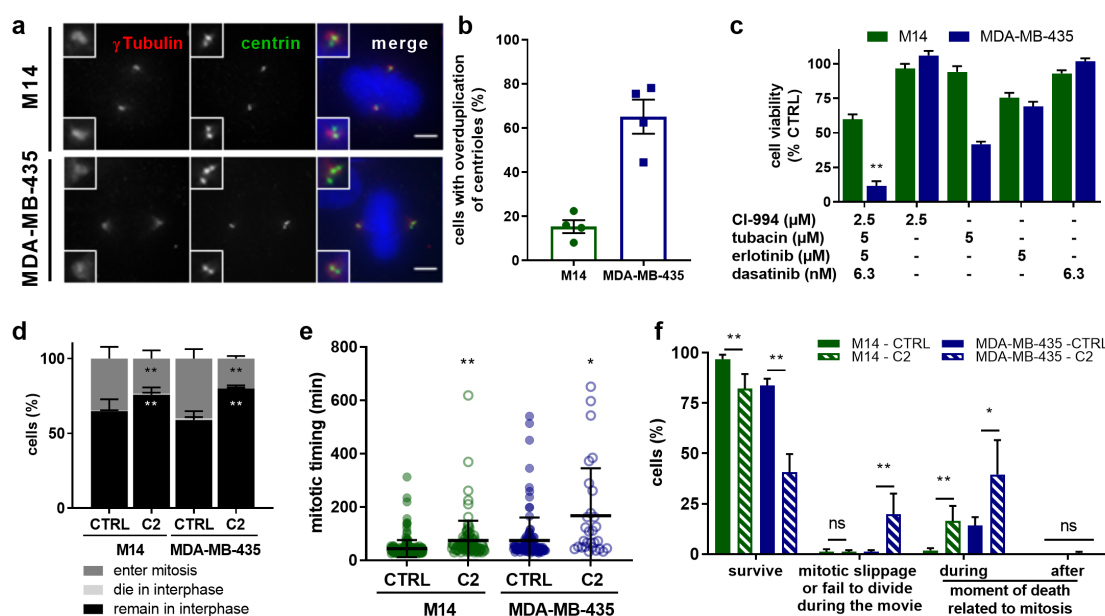 a
γ Tubulin
centrin
merge
M14
MDA-MB-435
b
cells with overduplication
of centrioles (%)
80
60
40
20
0
M14
MDA-MB-435
c
M14
MDA-MB-435
cell viability
(% CTRL)
100
75
50
25
0
**
CI-994 (µM)
2.5
2.5
-
-
-
tubacin (µM)
5
-
5
-
-
erlotinib (µM)
5
-
-
5
-
dasatinib (nM)
6.3
-
-
-
6.3
d
cells (%)
100
50
0
**
**
**
**
CTRL
C2
CTRL
C2
M14
MDA-MB-435
enter mitosis
die in interphase
remain in interphase
e
mitotic timing (min)
800
600
400
200
0
**
*
CTRL
C2
CTRL
C2
M14
MDA-MB-435
f
M14 - CTRL
M14 - C2
MDA-MB-435 -CTRL
MDA-MB-435 - C2
cells (%)
100
75
50
25
0
**
**
ns
**
**
*
ns
survive
mitotic slippage
or fail to divide
during the movie
during
after
moment of death
related to mitosis